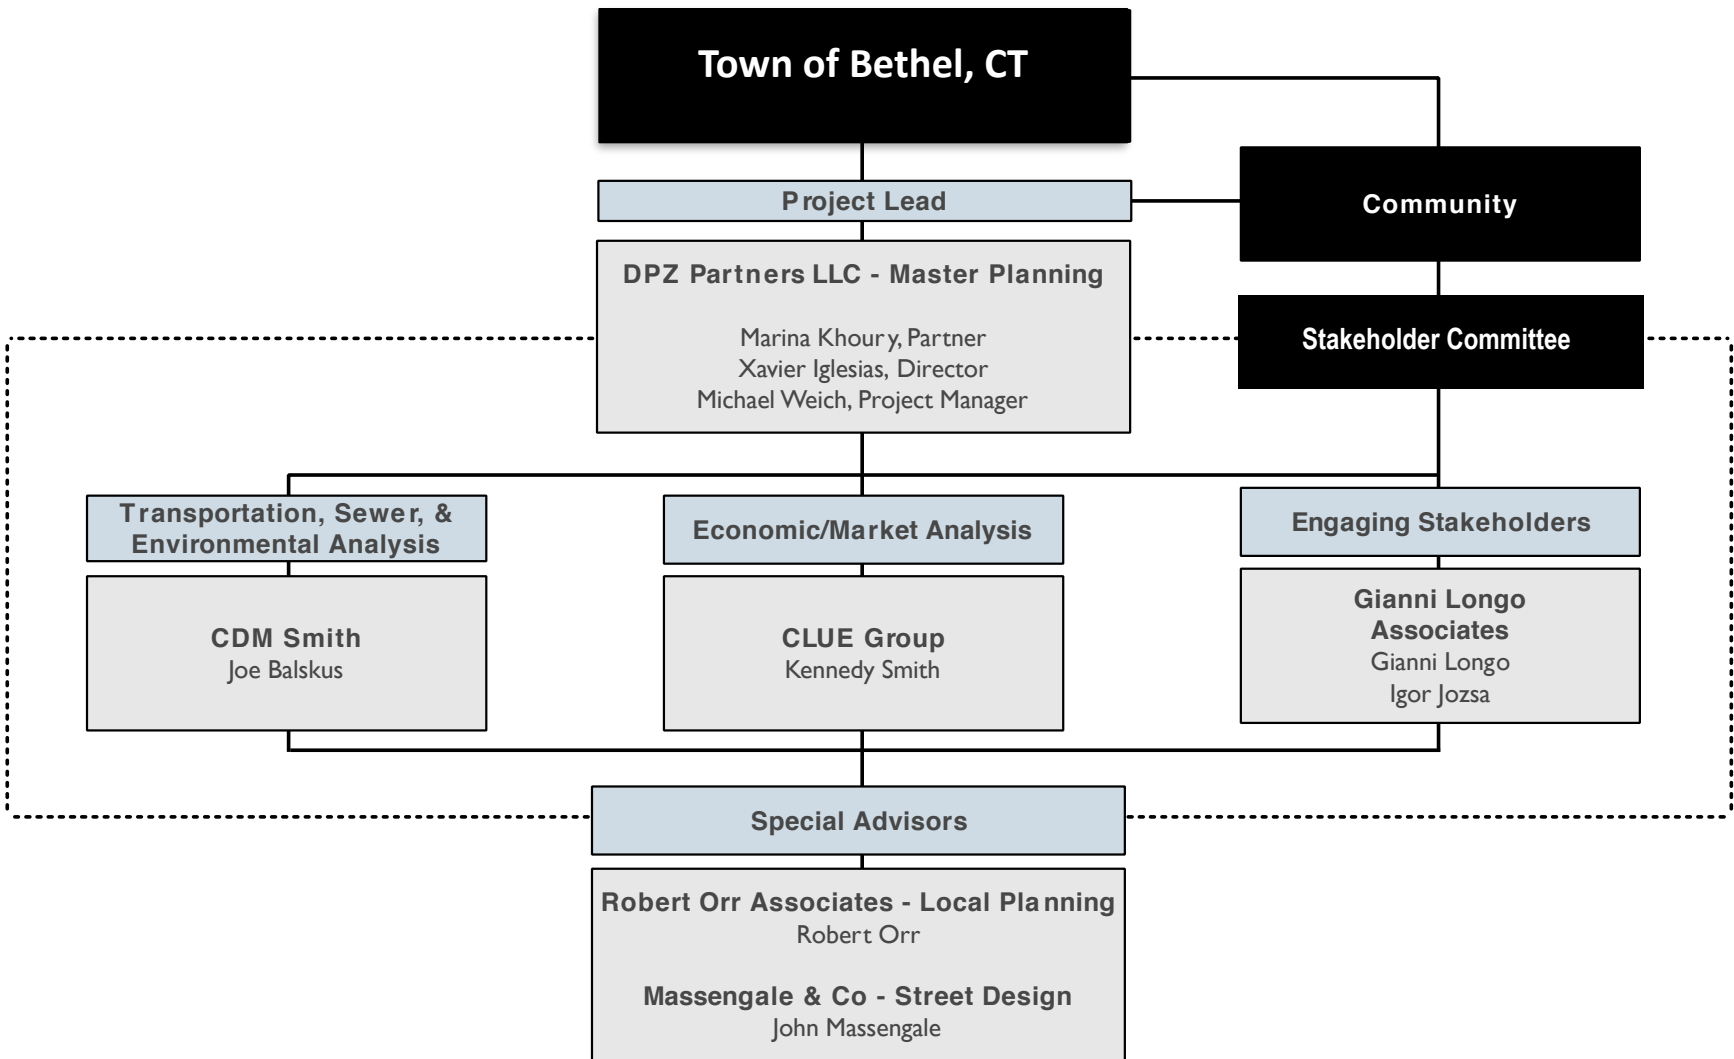 Town of Bethel, CT
Project Lead
Community
DPZ Partners LLC - Master Planning
Marina Khoury, Partner
Xavier Iglesias, Director
Michael Weich, Project Manager
Stakeholder Committee
Transportation, Sewer, &
Environmental Analysis
CDM Smith
Joe Balskus
Economic/Market Analysis
CLUE Group
Kennedy Smith
Engaging Stakeholders
Gianni Longo
Associates
Gianni Longo
Igor Jozsa
Special Advisors
Robert Orr Associates - Local Planning
Robert Orr
Massengale & Co - Street Design
John Massengale